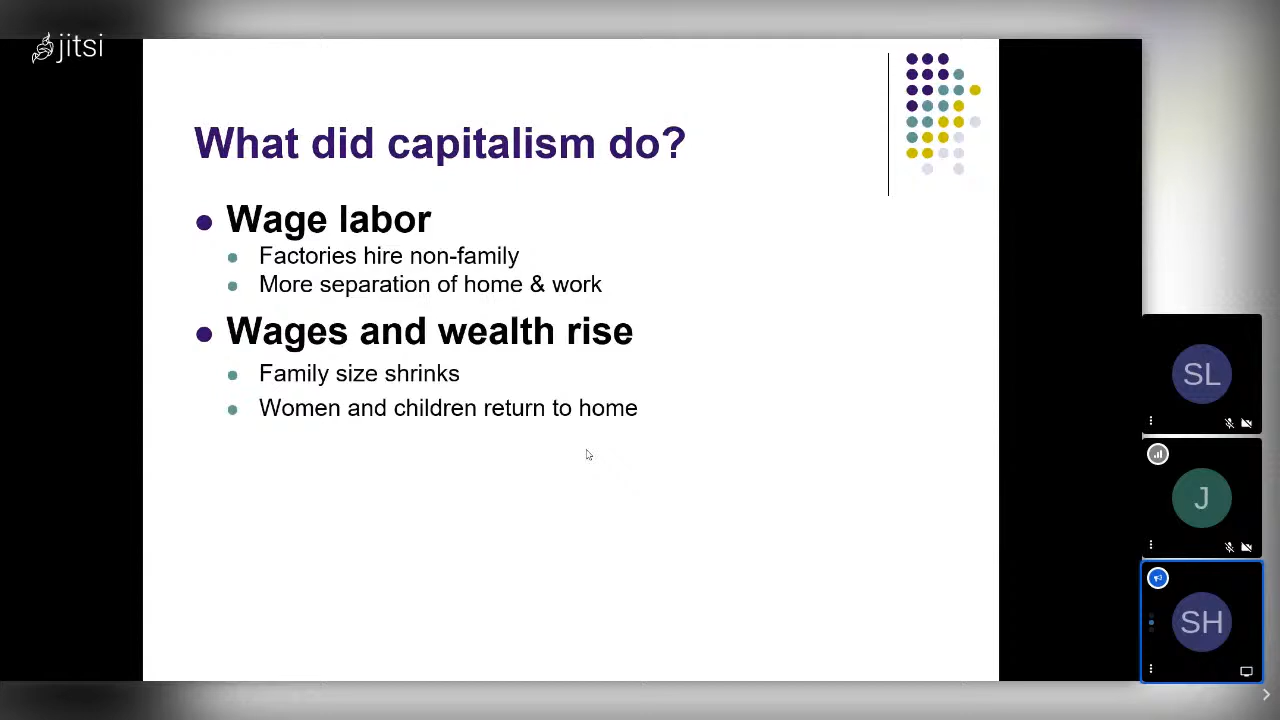 jitsi
What did capitalism do?
Wage labor
Factories hire non-family
More separation of home & work
Wages and wealth rise
Family size shrinks
Women and children return to home
SL
J
SH